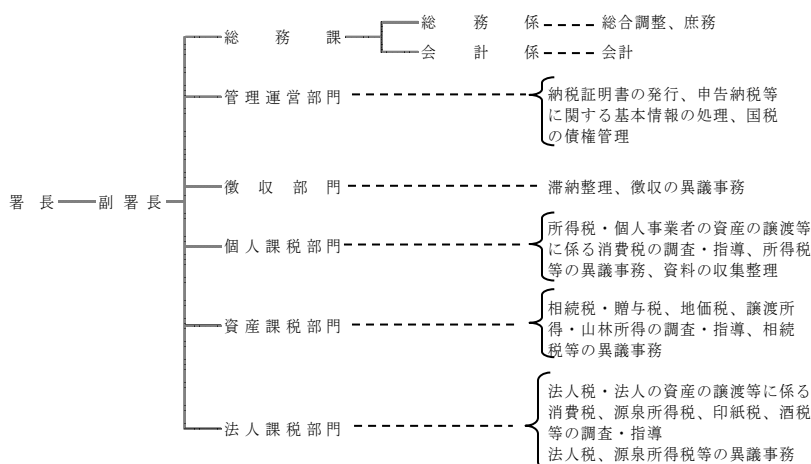 総務課
総務係
総合調整、庶務
会計係
会計
管理運営部門
納税証明書の発行、申告納税等
に関する基本情報の処理、国税
の債権管理
署長
副署長
徴収部門
滞納整理、徴収の異議事務
個人課税部門
所得税・個人事業者の資産の譲渡等
に係る消費税の調査・指導、所得税
等の異議事務、資料の収集整理
資産課税部門
相続税・贈与税、地価税、譲渡所
得・山林所得の調査・指導、相続
税等の異議事務
法人課税部門
法人税・法人の資産の譲渡等に係る
消費税、源泉所得税、印紙税、酒税
等の調査・指導
法人税、源泉所得税等の異議事務